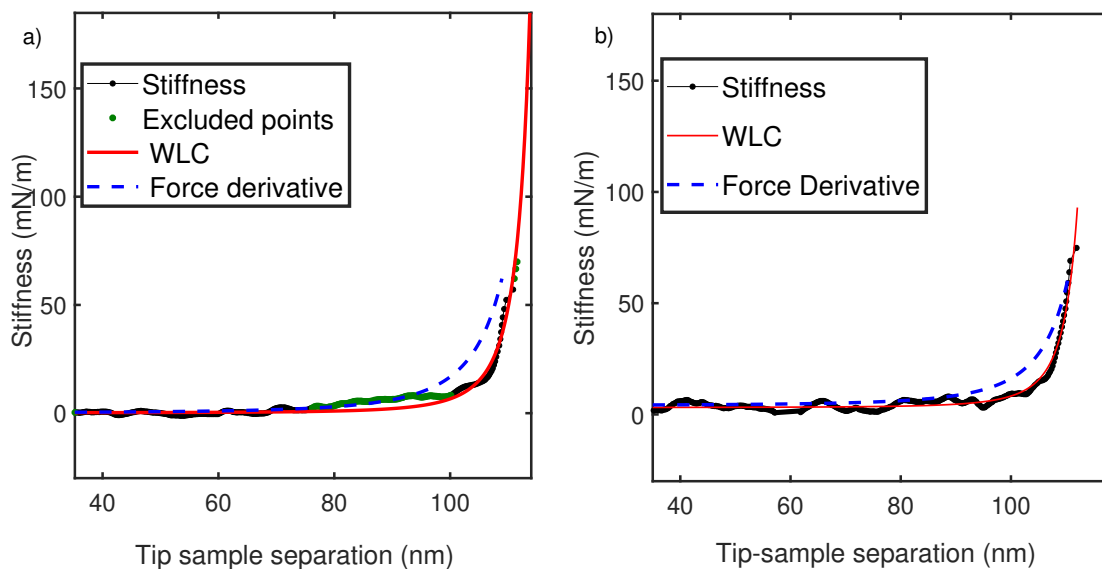 a)
Stiffness
Excluded points
WLC
Force derivative
150
100
50
0
40
60
80
100
Stiffness (mN/m)
Tip sample separation (nm)
b)
Stiffness
WLC
Force Derivative
150
100
50
0
40
60
80
100
Stiffness (mN/m)
Tip-sample separation (nm)